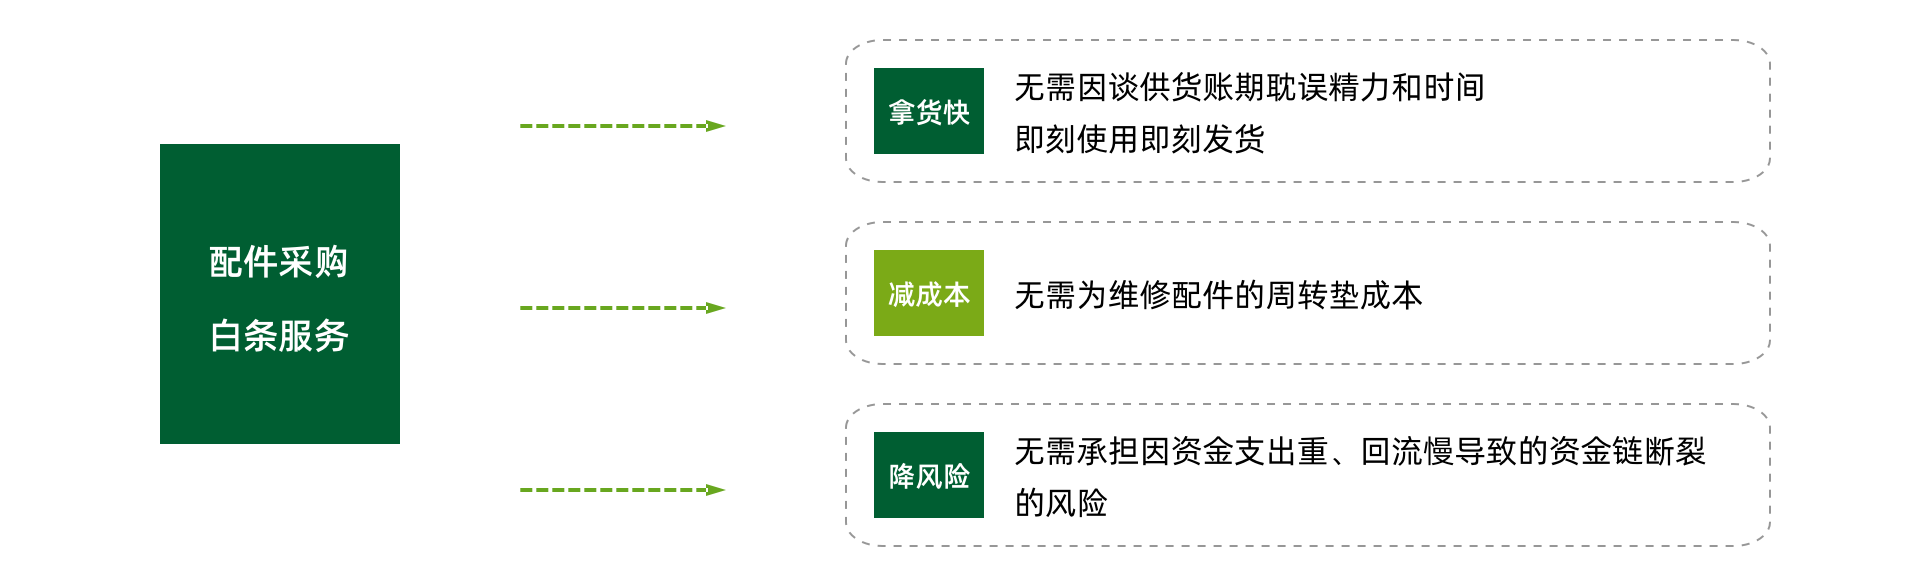 配件采购
白条服务
拿货快
无需因谈供货账期耽误精力和时间
即刻使用即刻发货
减成本
无需为维修配件的周转垫成本
降风险
无需承担因资金支出重、回流慢导致的资金链断裂
的风险